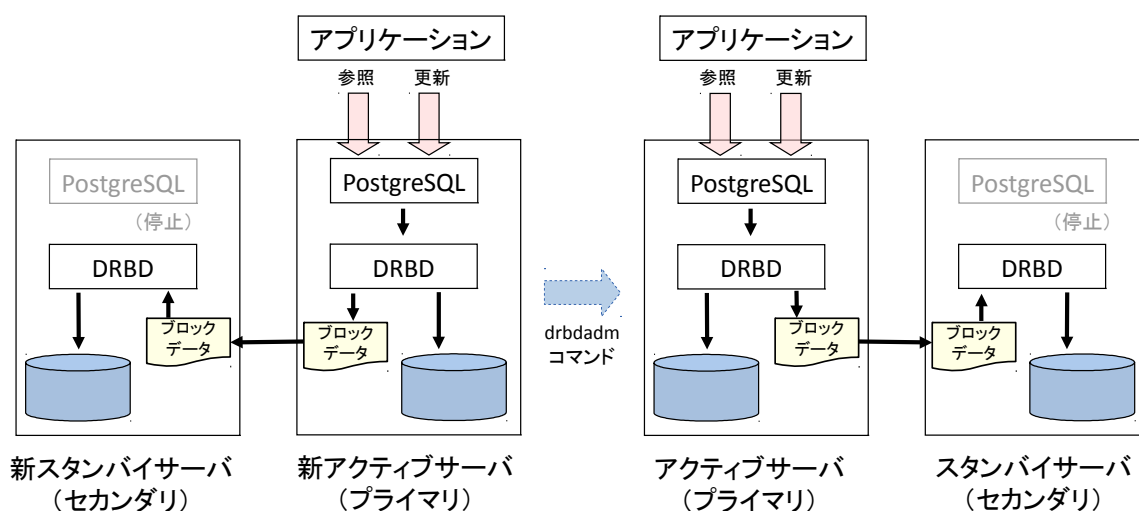 アプリケーション
参照
更新
PostgreSQL
(停止)
PostgreSQL
DRBD
DRBD
ブロック
データ
ブロック
データ
新スタンバイサーバ
(セカンダリ)
新アクティブサーバ
(プライマリ)
drbdadm
コマンド
アプリケーション
参照
更新
PostgreSQL
PostgreSQL
(停止)
DRBD
DRBD
ブロック
データ
ブロック
データ
アクティブサーバ
(プライマリ)
スタンバイサーバ
(セカンダリ)